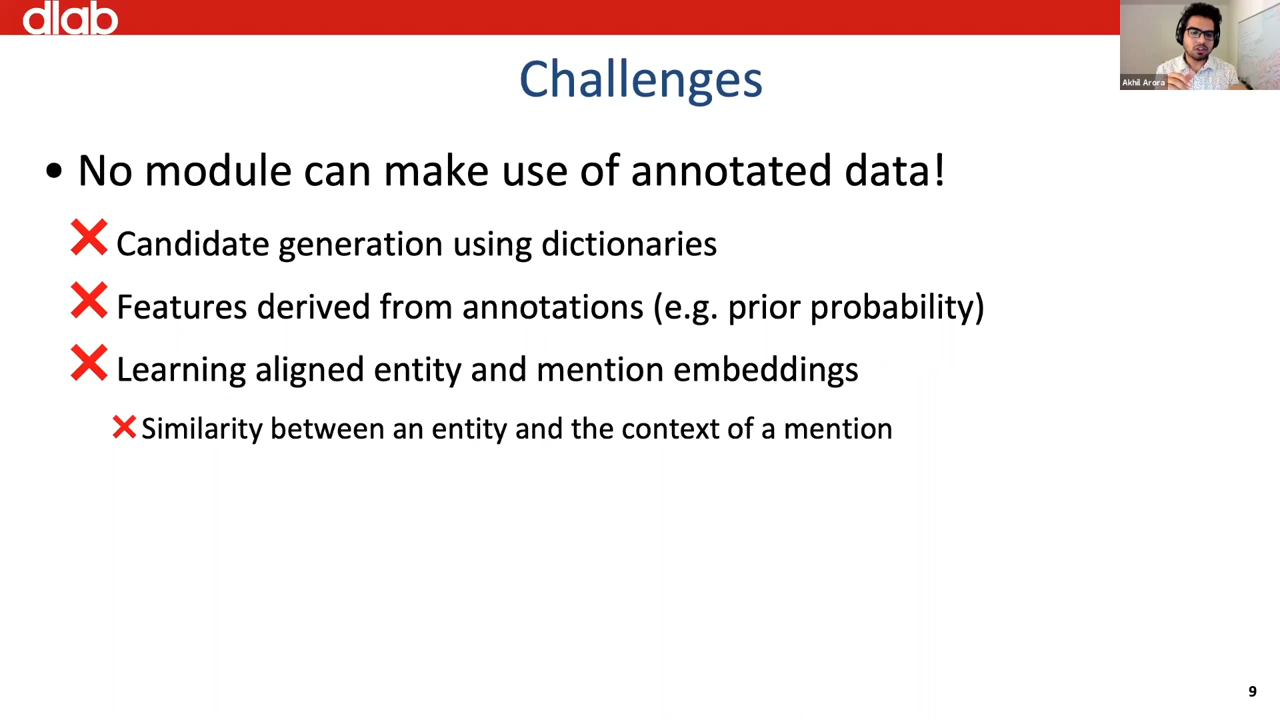 dlab
Akhil Arora
Challenges
• No module can make use of annotated data!
❌ Candidate generation using dictionaries
❌ Features derived from annotations (e.g. prior probability)
❌ Learning aligned entity and mention embeddings
❌ Similarity between an entity and the context of a mention
9